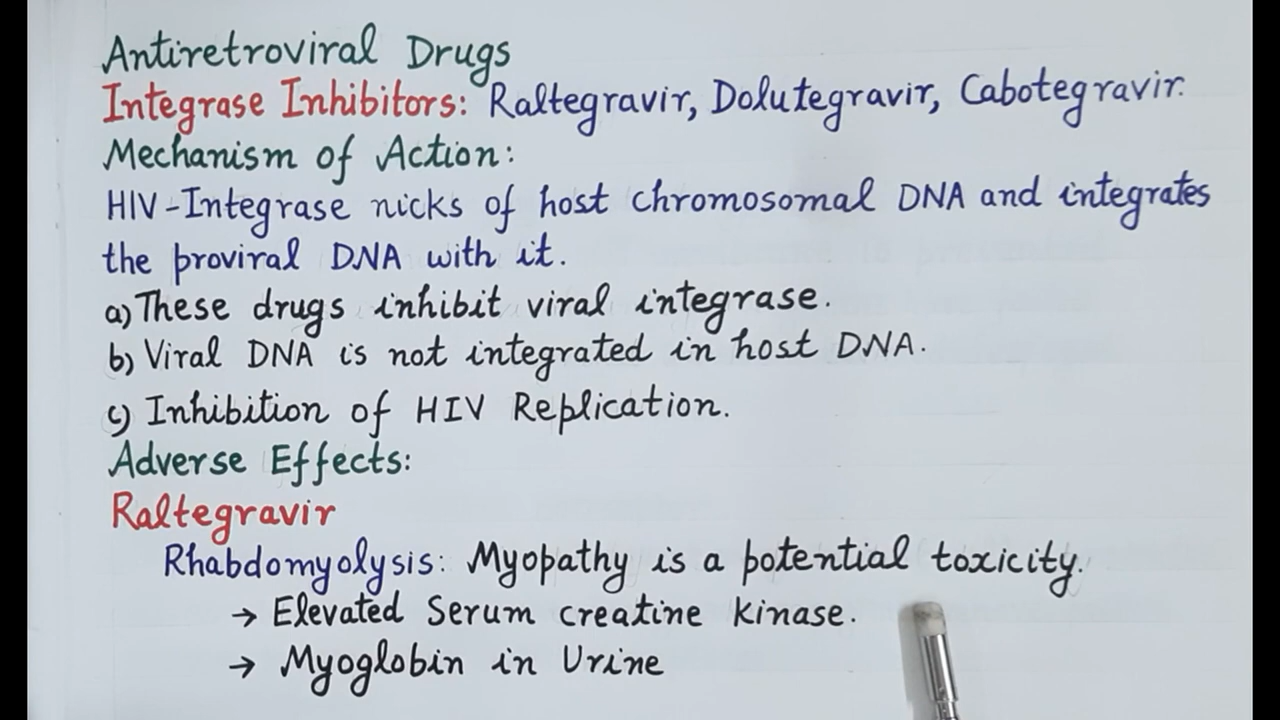 Antiretroviral Drugs
Integrase Inhibitors: Raltegravir, Dolutegravir, Cabotegravir.
Mechanism of Action:
HIV-Integrase nicks of host chromosomal DNA and integrates
the proviral DNA with it.
a) These drugs inhibit viral integrase.
b) Viral DNA is not integrated in host DNA.
c) Inhibition of HIV Replication.
Adverse Effects:
Raltegravir
Rhabdomyolysis: Myopathy is a potential toxicity.
→ Elevated Serum creatine kinase.
→ Myoglobin in Urine